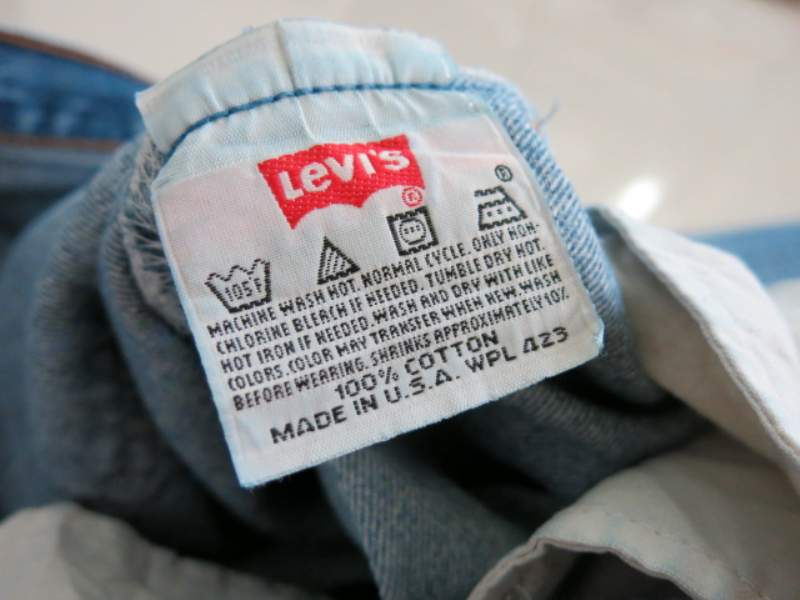 Levi's
®
®
105°F
MACHINE WASH HOT. NORMAL CYCLE. ONLY NON-
CHLORINE BLEACH IF NEEDED. TUMBLE DRY HOT.
HOT IRON IF NEEDED. WASH AND DRY WITH LIKE
COLORS. COLOR MAY TRANSFER WHEN NEW. WASH
BEFORE WEARING. SHRINKS APPROXIMATELY 10%
100% COTTON
MADE IN U.S.A. WPL 423